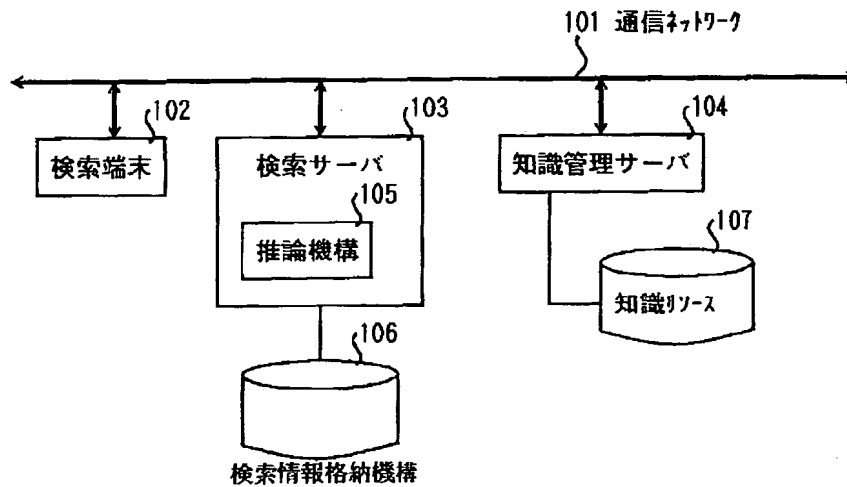 101 通信ネットワーク
102
103
104
検索端末
検索サーバ
知識管理サーバ
105
推論機構
107
知識リソース
106
検索情報格納機構